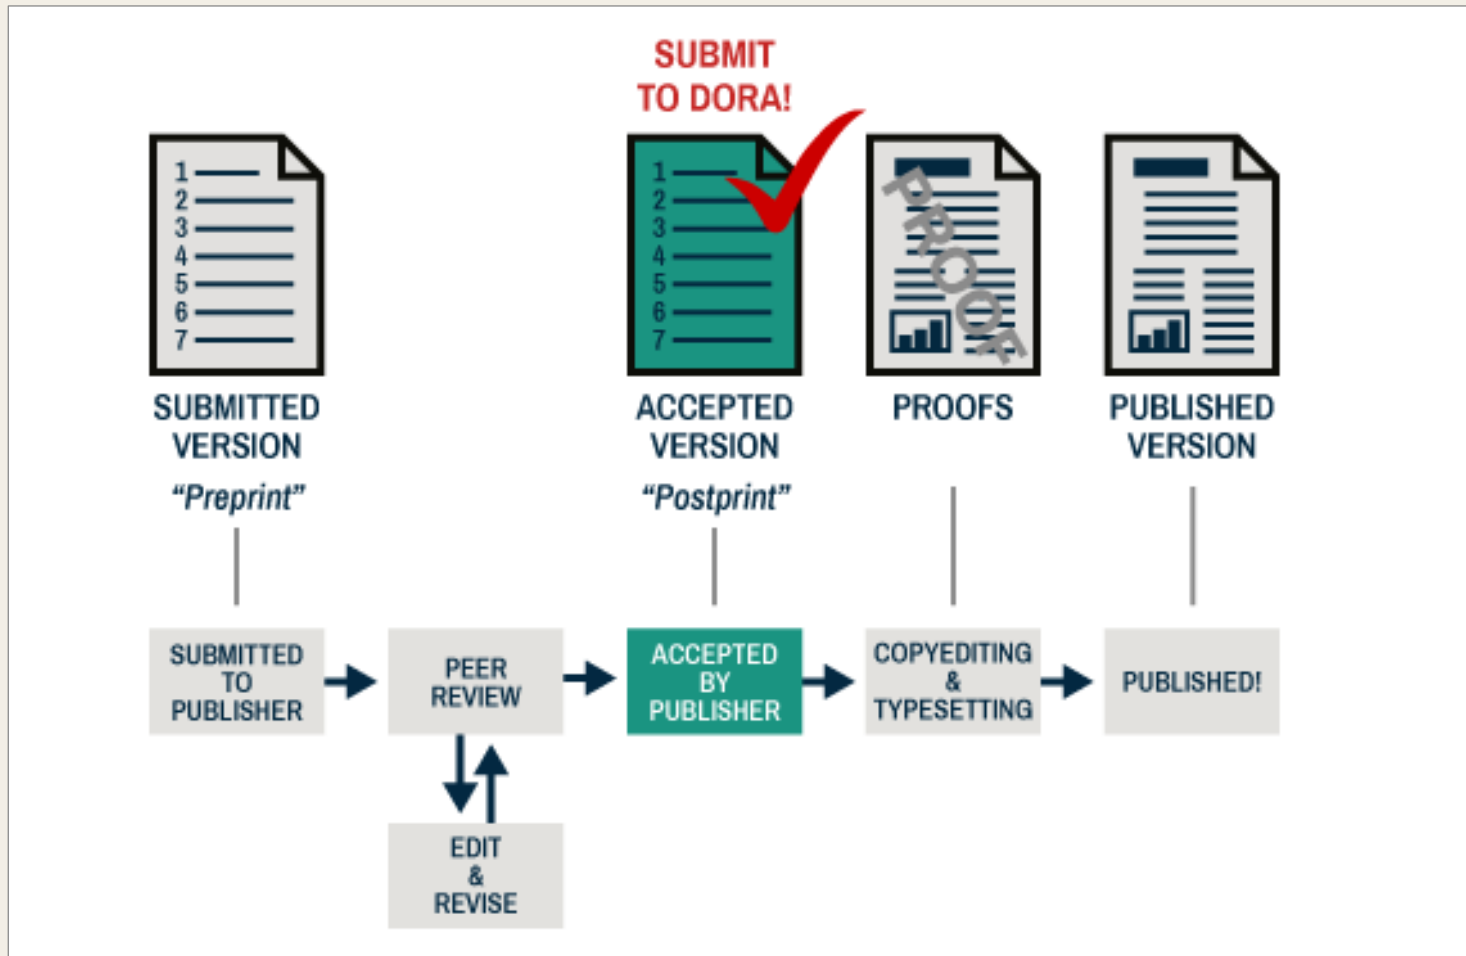 SUBMIT
TO DORA!
1
2
3
4
5
6
7
1
2
3
4
5
6
7
PROOF
SUBMITTED
VERSION
“Preprint”
ACCEPTED
VERSION
“Postprint”
PROOFS
PUBLISHED
VERSION
SUBMITTED
TO
PUBLISHER
PEER
REVIEW
ACCEPTED
BY
PUBLISHER
COPYEDITING
&
TYPESETTING
PUBLISHED!
EDIT
&
REVISE